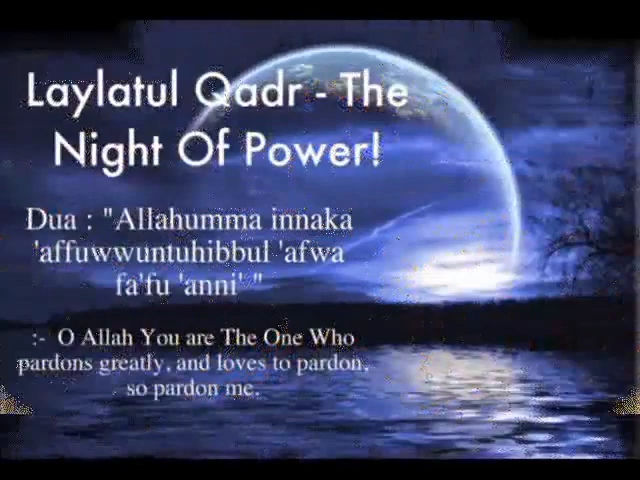 Laylatul Qadr - The
Night Of Power!
Dua : "Allahumma innaka
'affuwwuntuhibbul 'afwa
fa'fu 'anni'."
:- O Allah You are The One Who
pardons greatly, and loves to pardon,
so pardon me.